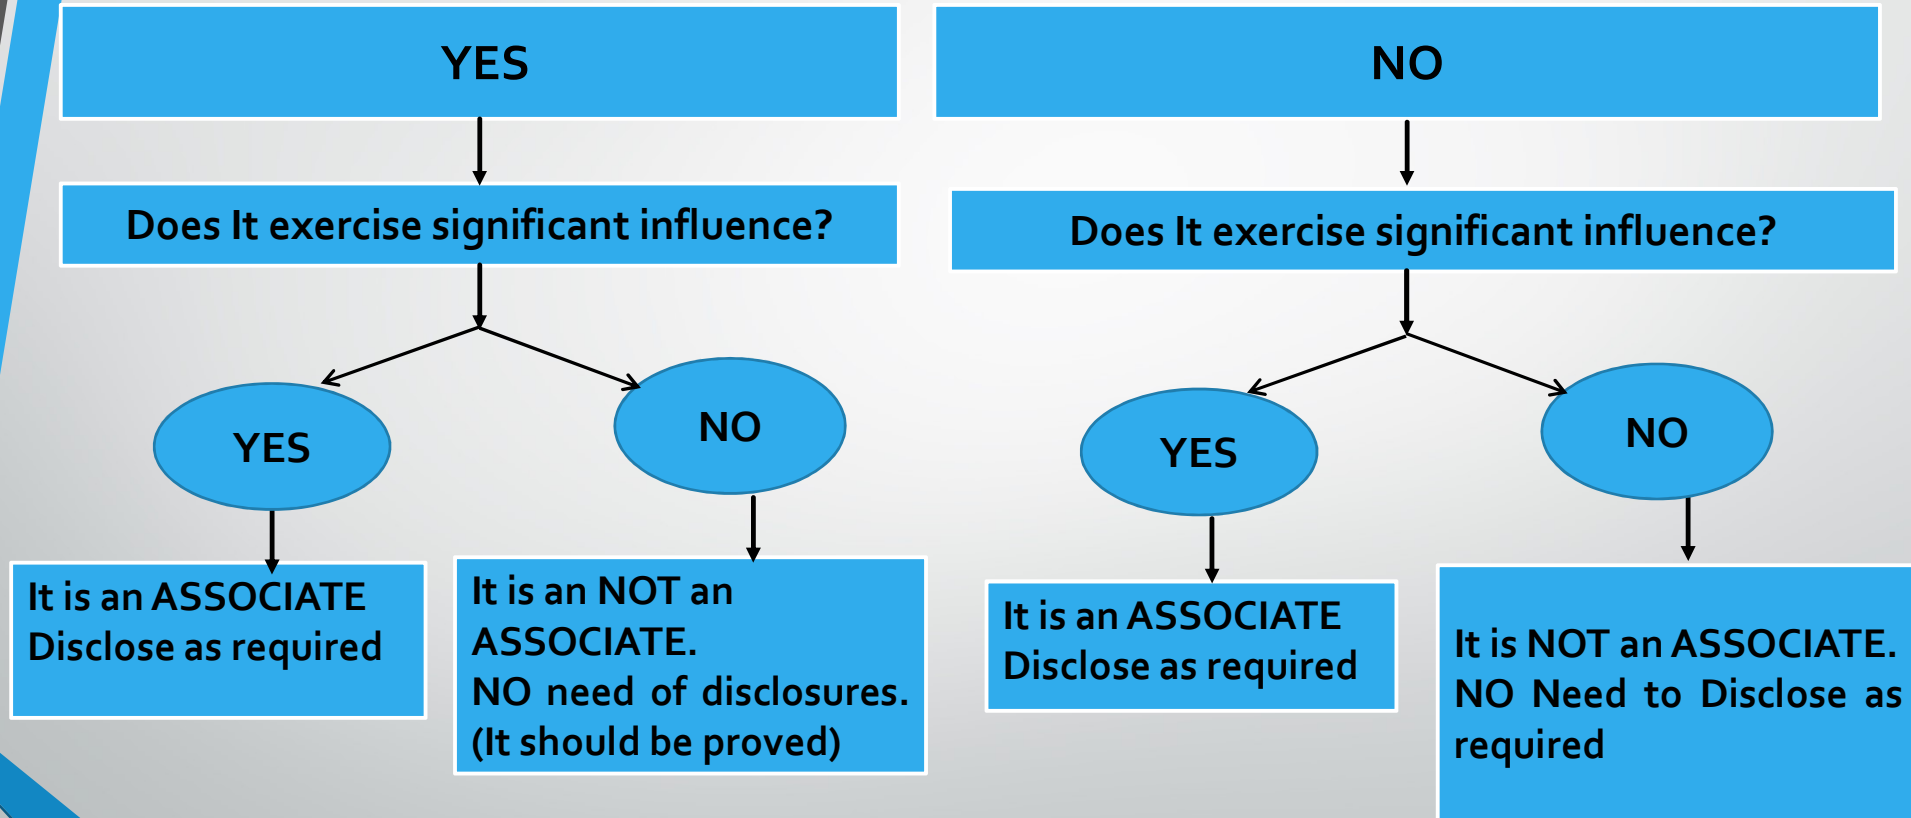 YES
NO
Does It exercise significant influence?
Does It exercise significant influence?
YES
NO
YES
NO
It is an ASSOCIATE
Disclose as required
It is an NOT an
ASSOCIATE.
NO need of disclosures.
(It should be proved)
It is an ASSOCIATE
Disclose as required
It is NOT an ASSOCIATE.
NO Need to Disclose as
required